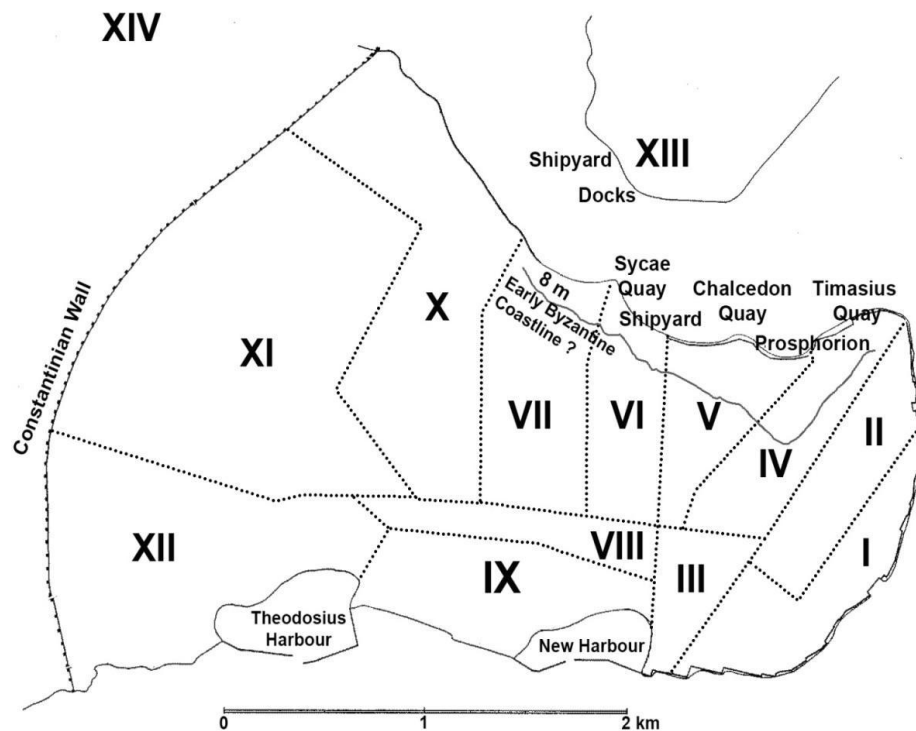 XIV
XIII
Shipyard
Docks
Sycae
Quay
Chalcedon
Quay
Timasius
Quay
8 m
Early Byzantine
Coastline ?
Shipyard
Prosphorion
Constantinian Wall
X
XI
VII
VI
V
IV
II
I
XII
VIII
IX
III
Theodosius
Harbour
New Harbour
0
1
2 km